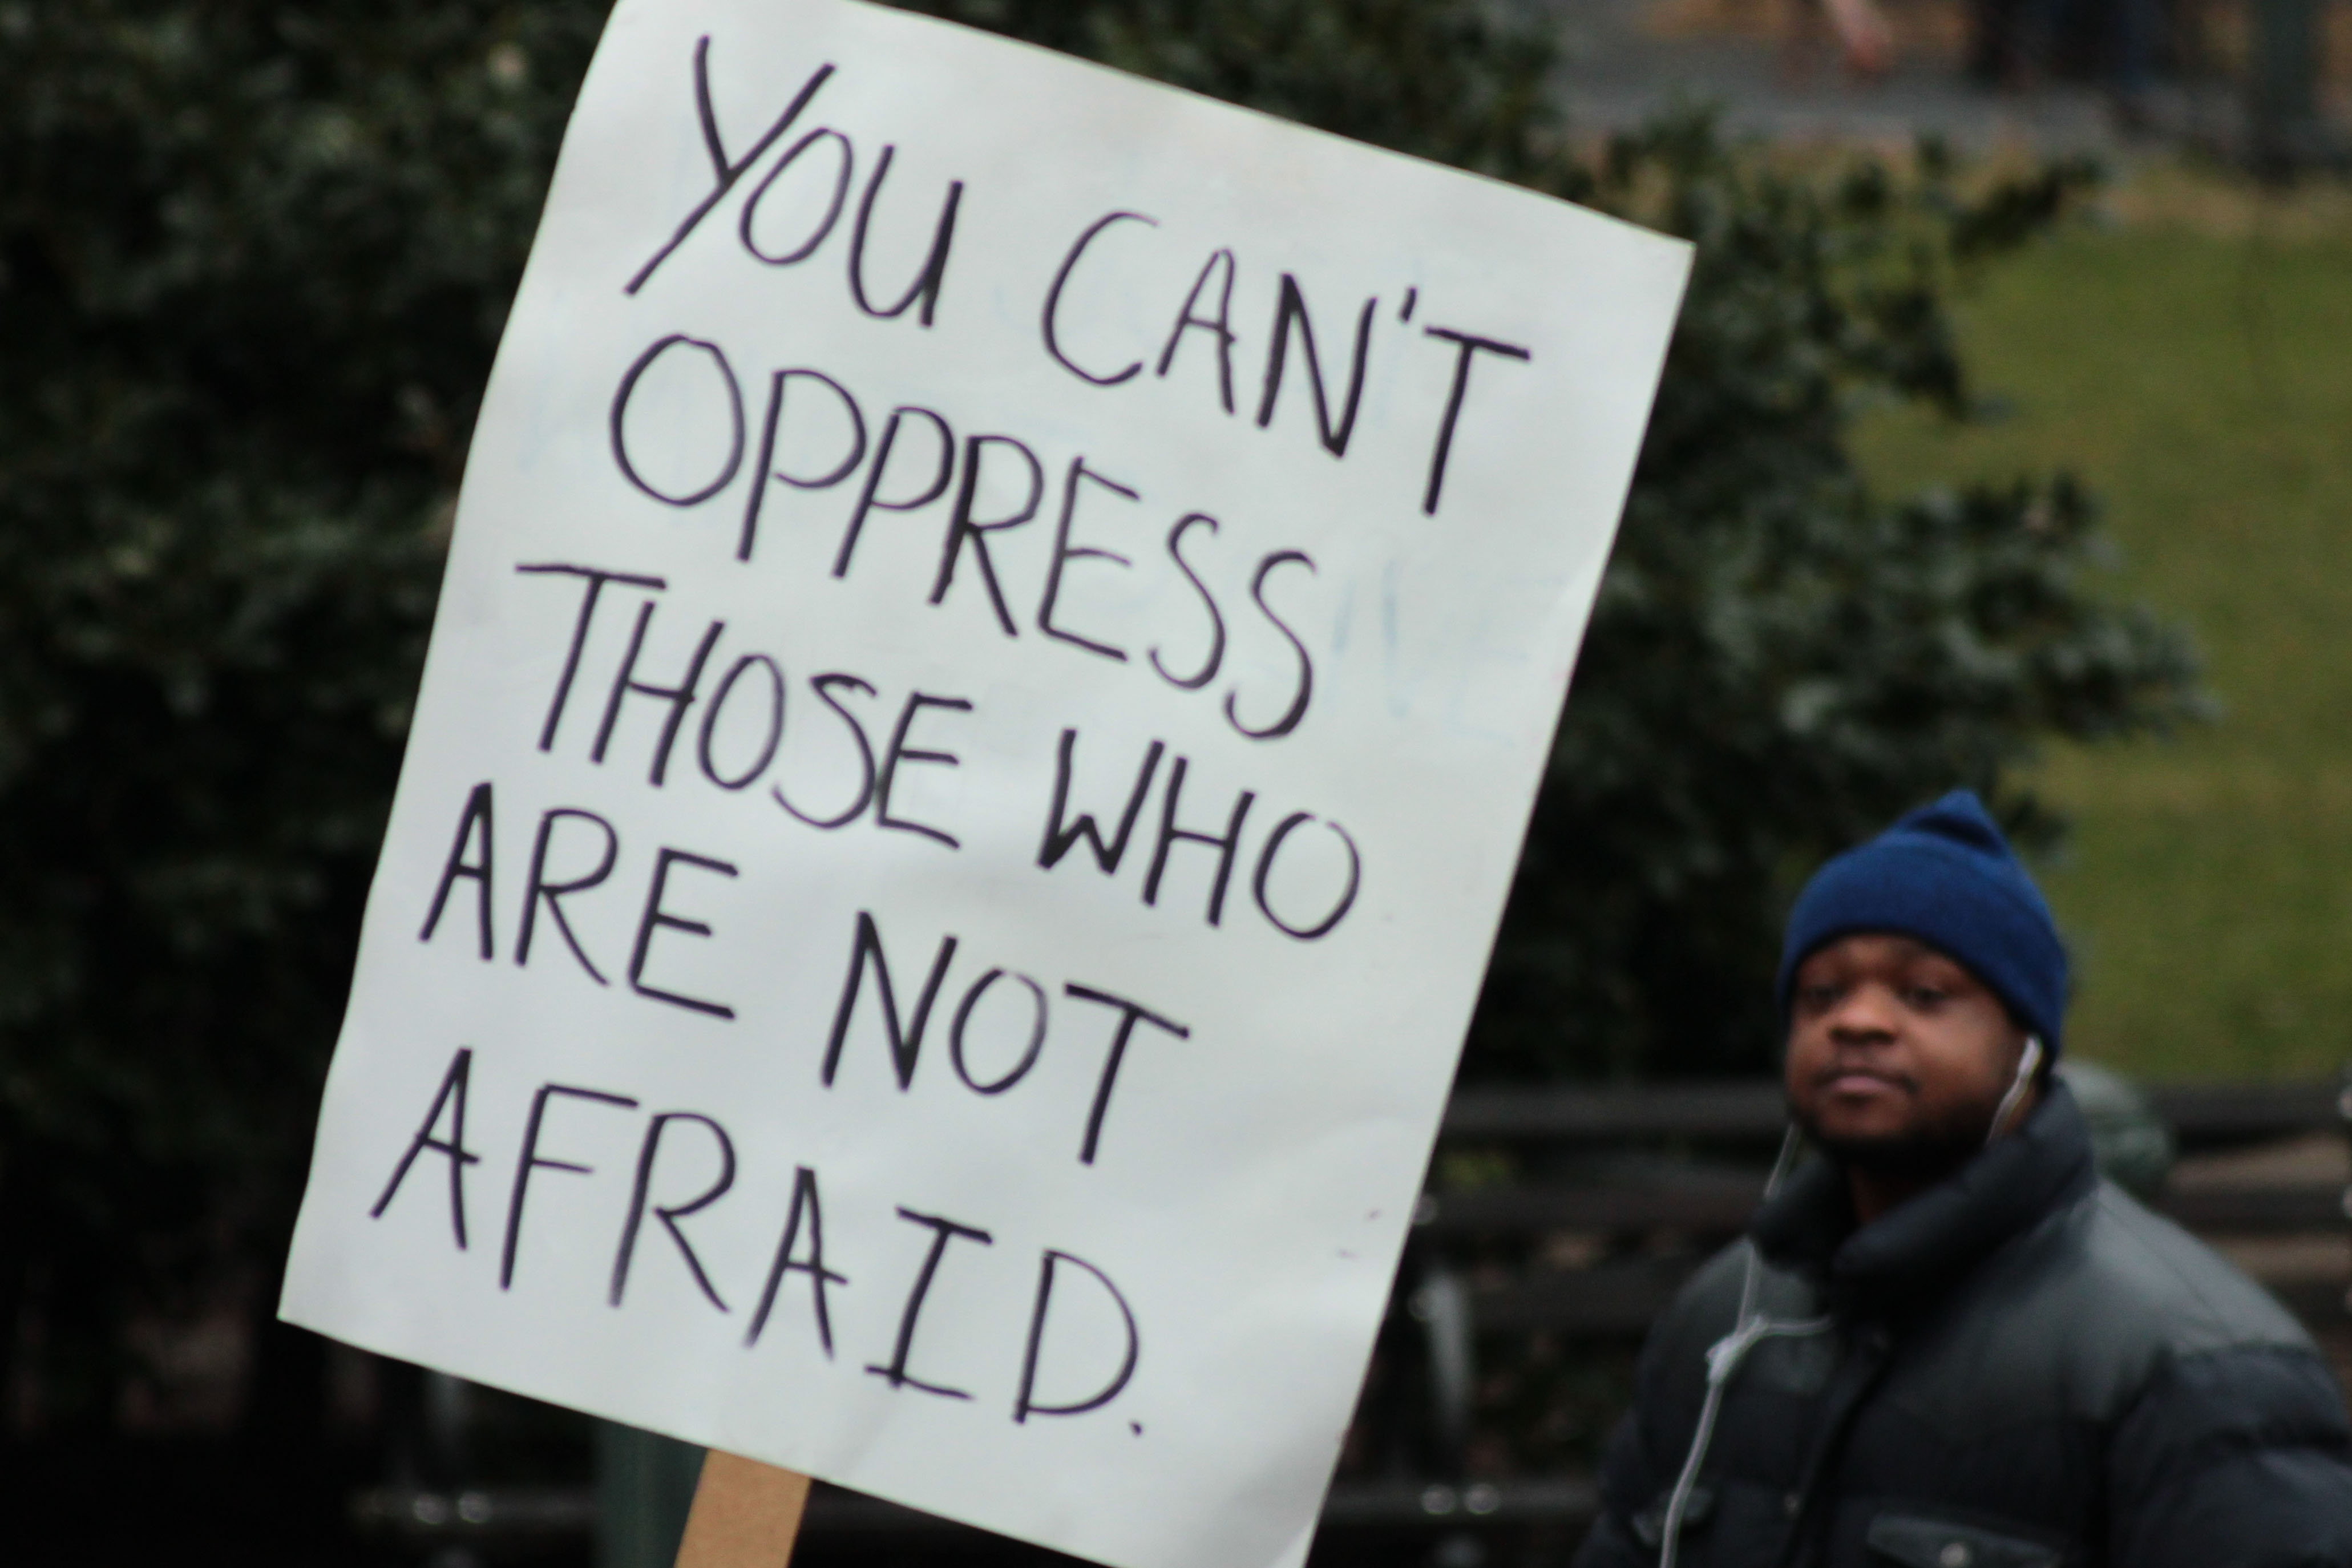 YOU CAN'T
OPPRESS
THOSE WHO
ARE NOT
AFRAID.